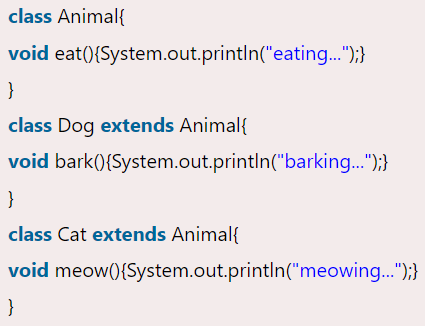 class Animal{
void eat(){System.out.println("eating...");}
}
class Dog extends Animal{
void bark(){System.out.println("barking...");}
}
class Cat extends Animal{
void meow(){System.out.println("meowing...");}
}